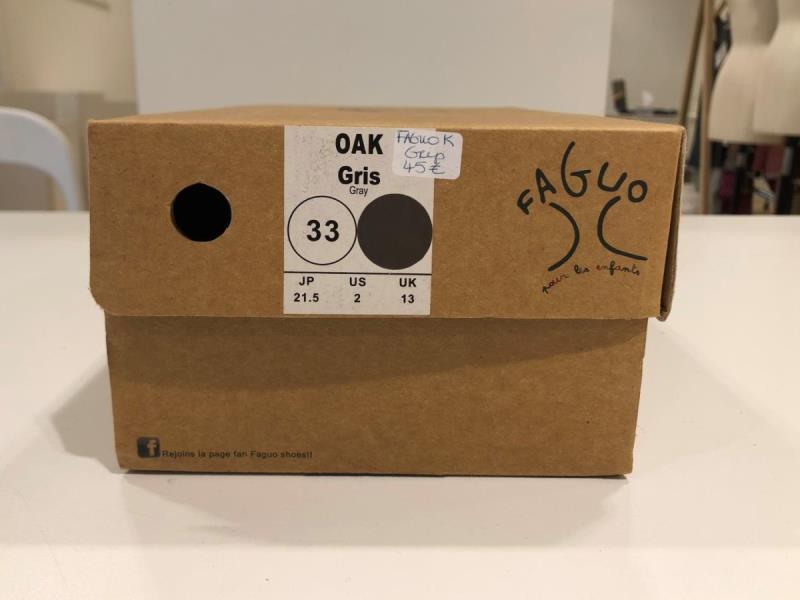 OAK
Gris
Gray
33
JP US UK
21.5 2 13
FAGUO K
45€
FAGUO
pour les enfants
f Rejoins la page fan Faguo shoes!!